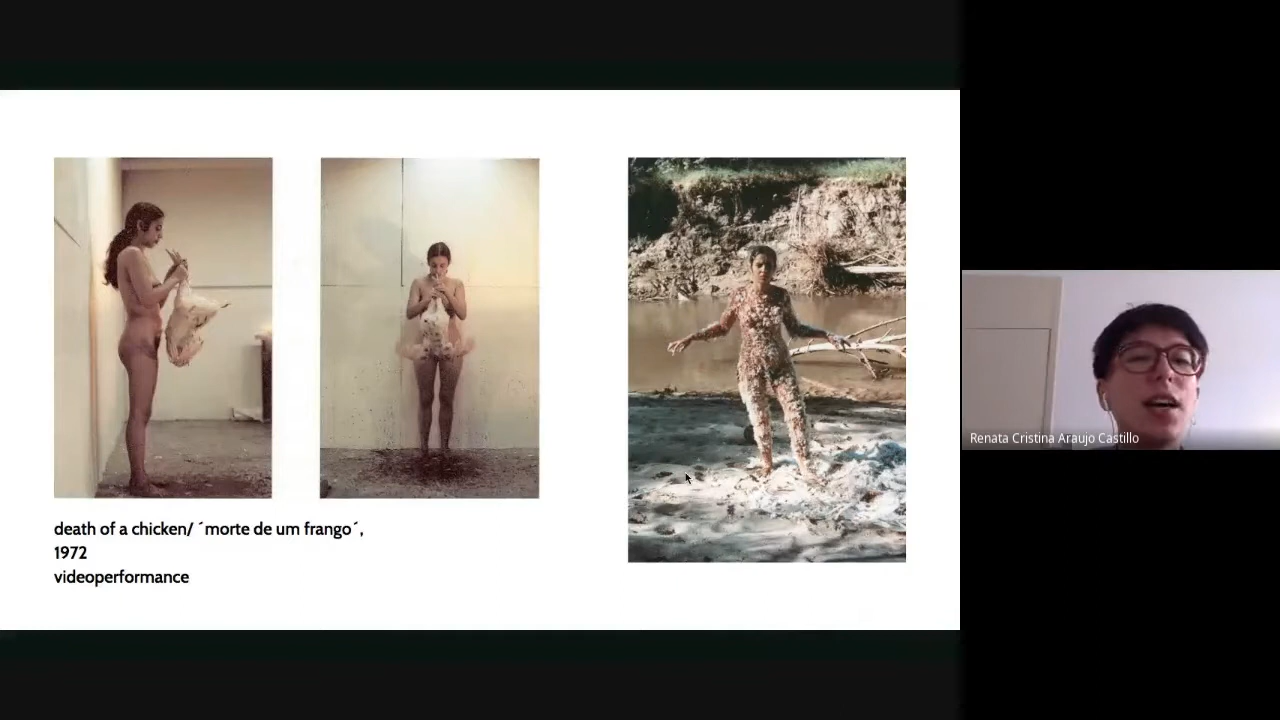 death of a chicken/ ´morte de um frango´,
1972
videoperformance
Renata Cristina Araujo Castillo